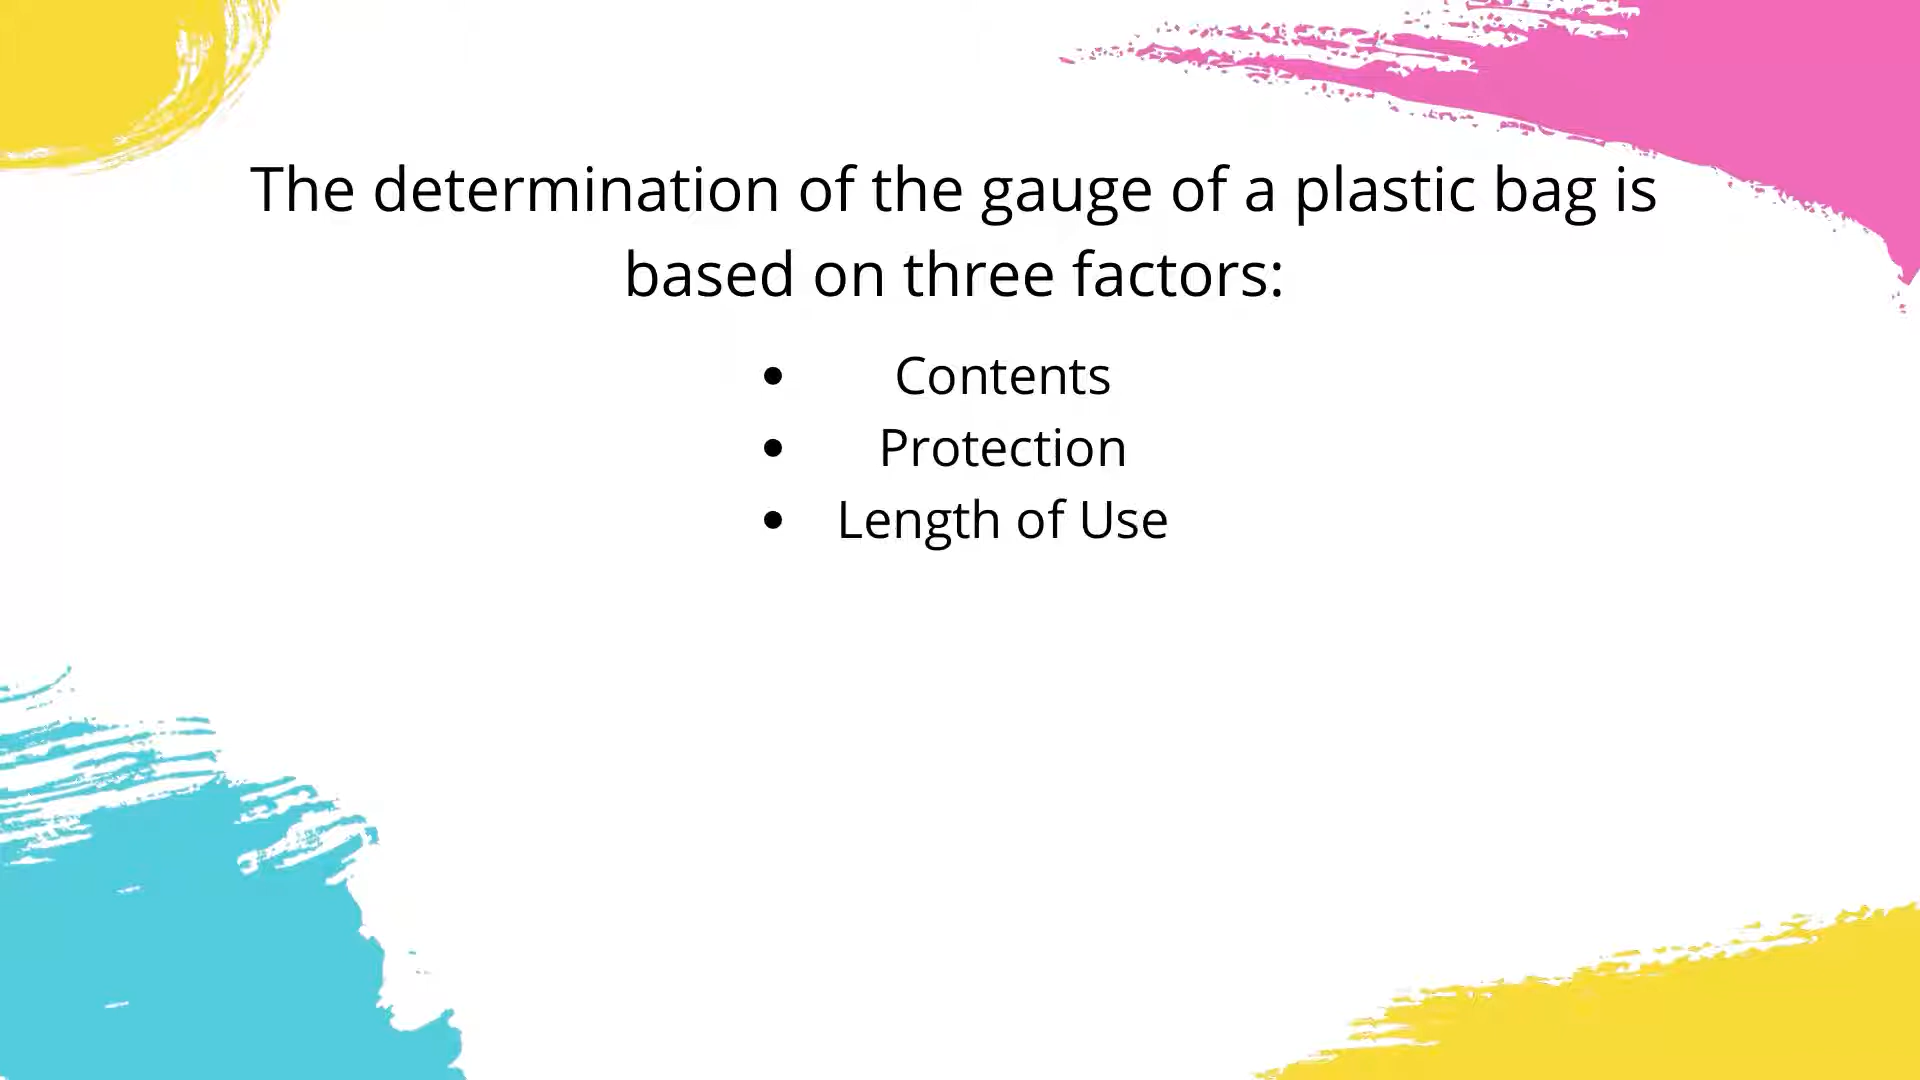 The determination of the gauge of a plastic bag is
based on three factors:
• Contents
• Protection
• Length of Use